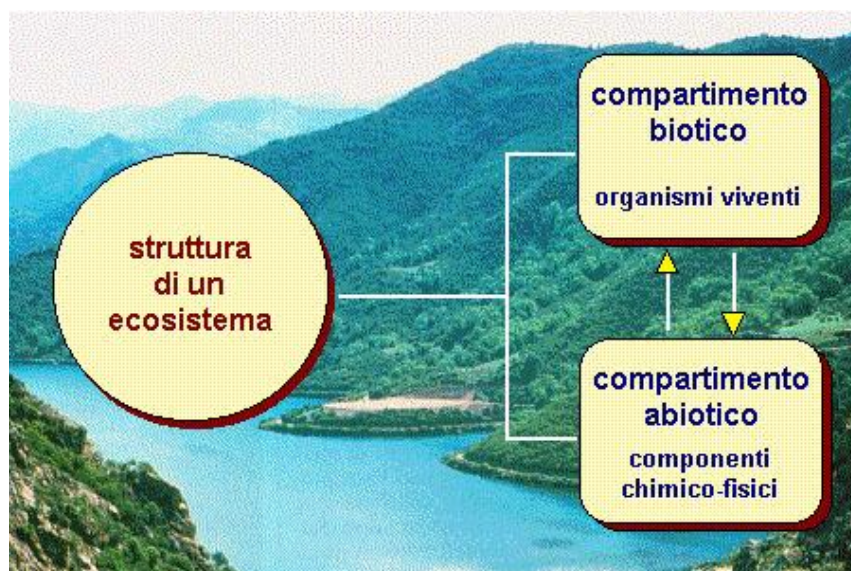 struttura
di un
ecosistema
compartimento
biotico
organismi viventi
compartimento
abiotico
componenti
chimico-fisici